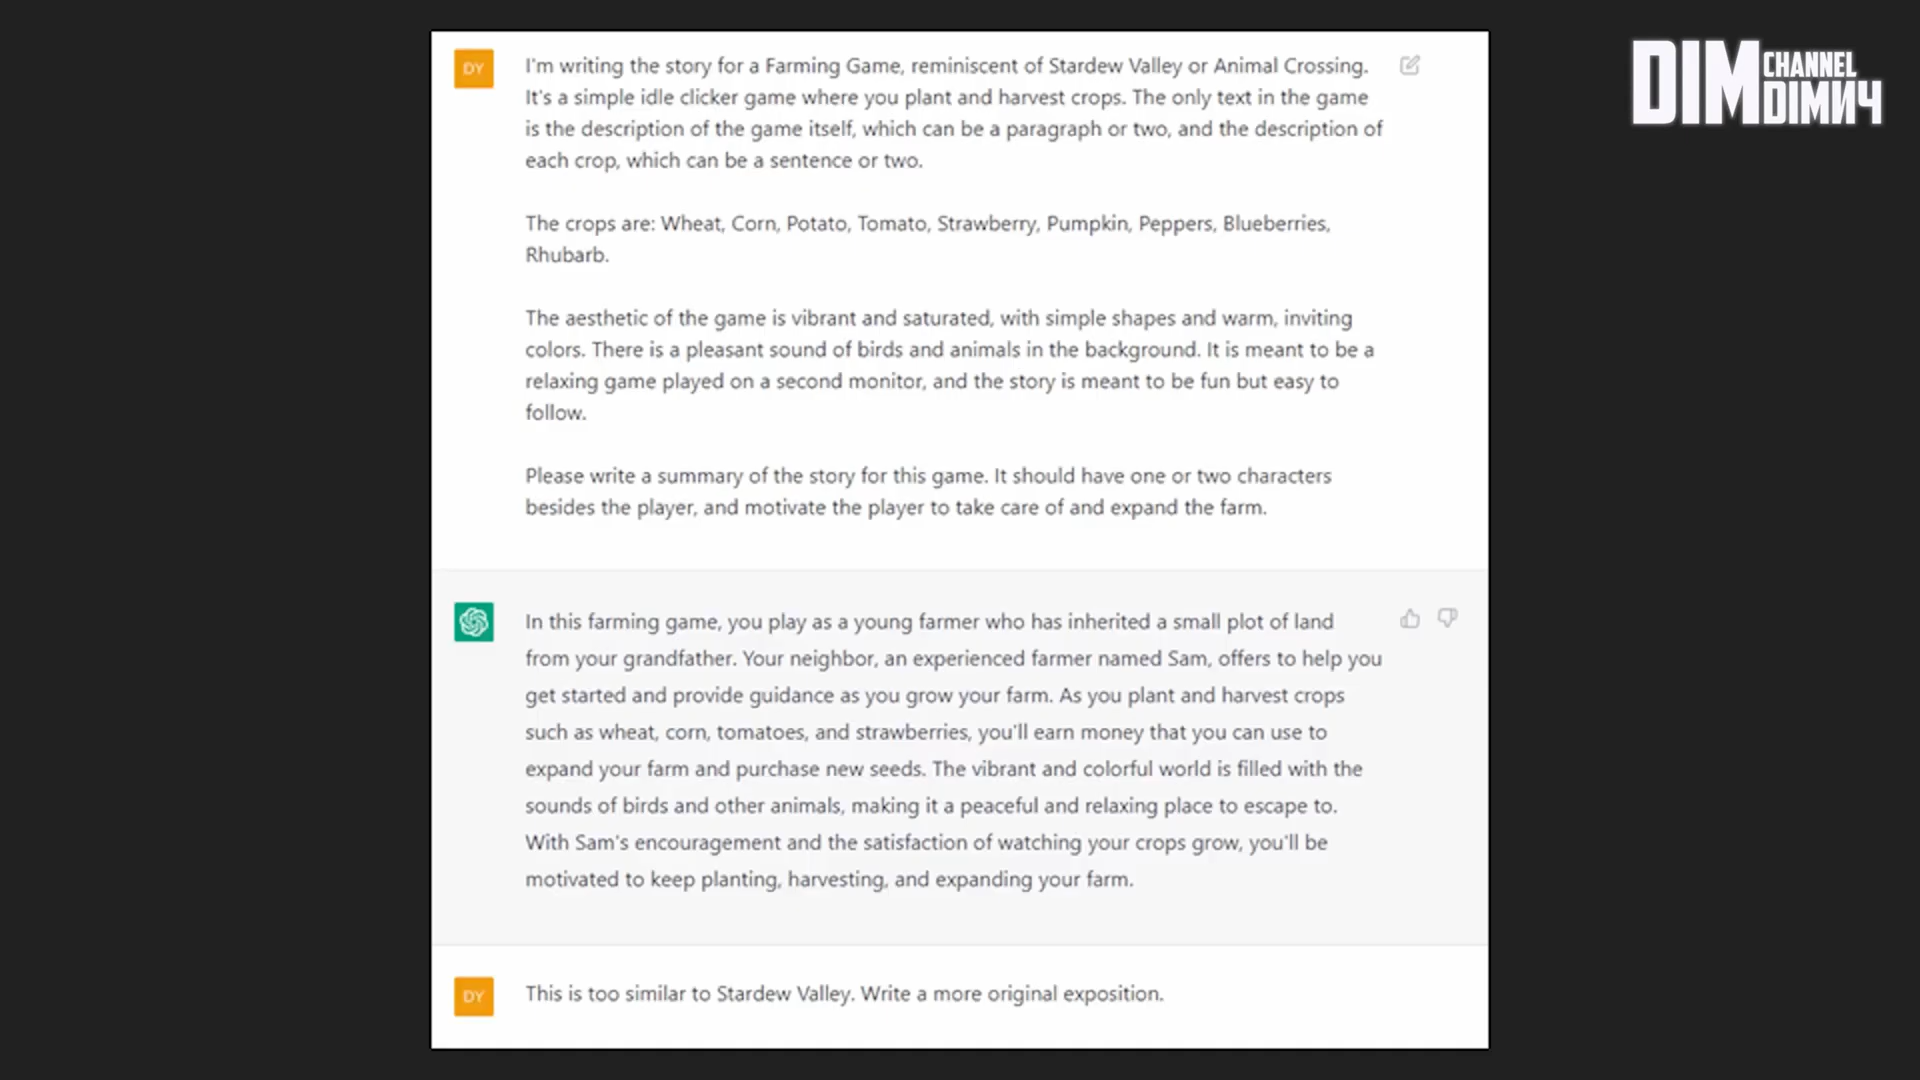 DIM CHANNEL
DIMИЧ
DY
I'm writing the story for a Farming Game, reminiscent of Stardew Valley or Animal Crossing.
It's a simple idle clicker game where you plant and harvest crops. The only text in the game
is the description of the game itself, which can be a paragraph or two, and the description of
each crop, which can be a sentence or two.
The crops are: Wheat, Corn, Potato, Tomato, Strawberry, Pumpkin, Peppers, Blueberries,
Rhubarb.
The aesthetic of the game is vibrant and saturated, with simple shapes and warm, inviting
colors. There is a pleasant sound of birds and animals in the background. It is meant to be a
relaxing game played on a second monitor, and the story is meant to be fun but easy to
follow.
Please write a summary of the story for this game. It should have one or two characters
besides the player, and motivate the player to take care of and expand the farm.
In this farming game, you play as a young farmer who has inherited a small plot of land
from your grandfather. Your neighbor, an experienced farmer named Sam, offers to help you
get started and provide guidance as you grow your farm. As you plant and harvest crops
such as wheat, corn, tomatoes, and strawberries, you'll earn money that you can use to
expand your farm and purchase new seeds. The vibrant and colorful world is filled with the
sounds of birds and other animals, making it a peaceful and relaxing place to escape to.
With Sam's encouragement and the satisfaction of watching your crops grow, you'll be
motivated to keep planting, harvesting, and expanding your farm.
DY
This is too similar to Stardew Valley. Write a more original exposition.